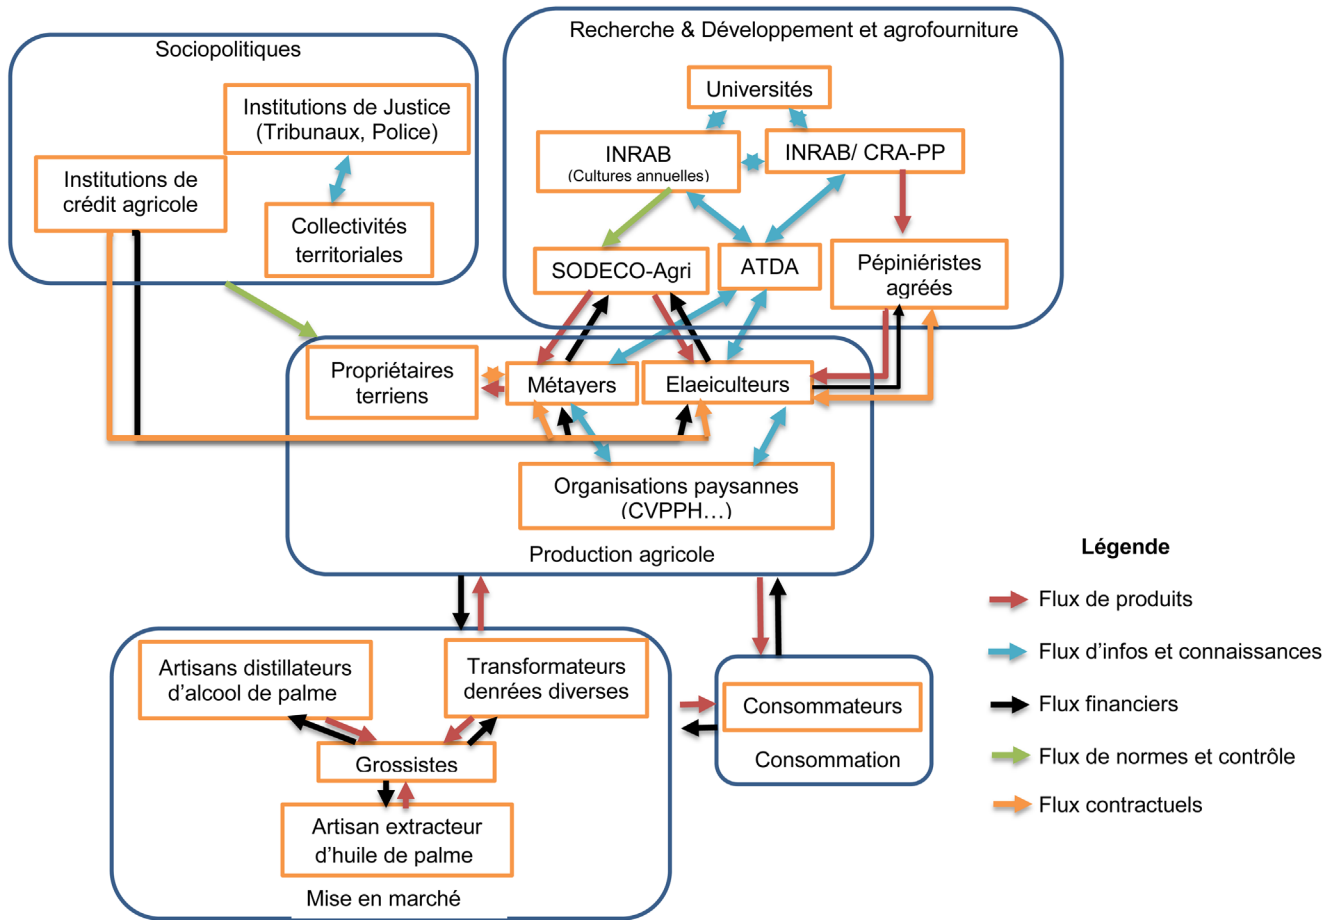 Sociopolitiques
Institutions de Justice
(Tribunaux, Police)
Institutions de
crédit agricole
Collectivités
territoriales
Recherche & Développement et agrofourniture
Universités
INRAB
(Cultures annuelles)
INRAB/ CRA-PP
SODECO-Agri
ATDA
Pépiniéristes
agréés
Propriétaires
terriens
Métayers
Elaeiculteurs
Organisations paysannes
(CVPPH…)
Production agricole
Artisans distillateurs
d’alcool de palme
Transformateurs
denrées diverses
Grossistes
Artisan extracteur
d’huile de palme
Mise en marché
Consommateurs
Consommation
Légende
Flux de produits
Flux d’infos et connaissances
Flux financiers
Flux de normes et contrôle
Flux contractuels